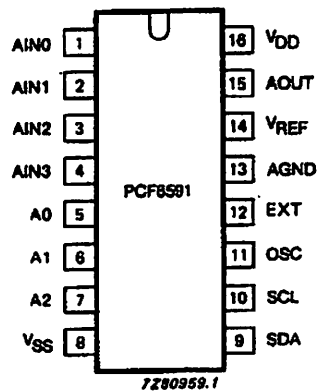 AIN0 1 16 VDD
AIN1 2 15 AOUT
AIN2 3 14 VREF
AIN3 4 13 AGND
PCF8591
A0 5 12 EXT
A1 6 11 OSC
A2 7 10 SCL
VSS 8 9 SDA
7Z80959.1